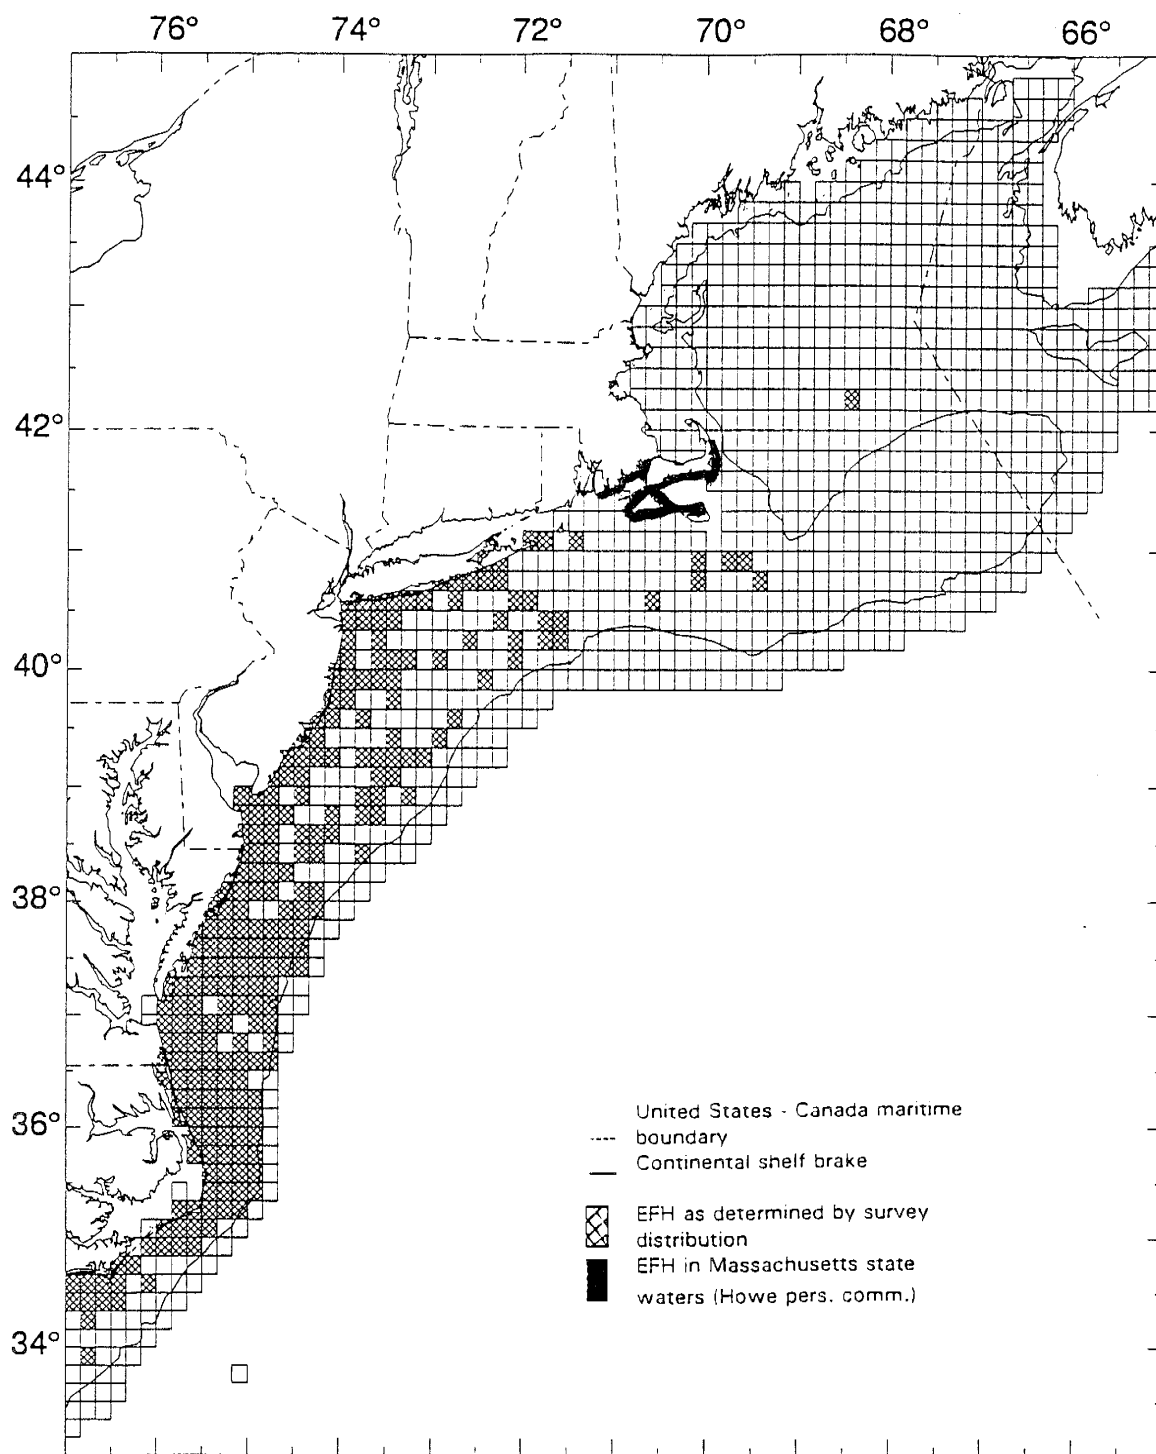 76° 74° 72° 70° 68° 66°
44°
42°
40°
38°
36°
34°
United States - Canada maritime
boundary
Continental shelf brake
EFH as determined by survey
distribution
EFH in Massachusetts state
waters (Howe pers. comm.)